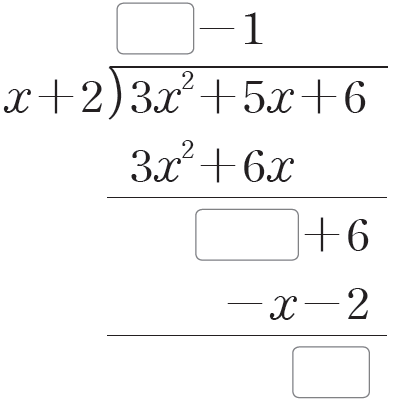 □ − 1
x + 2 ) 3x² + 5x + 6
3x² + 6x
□ + 6
− x − 2
□